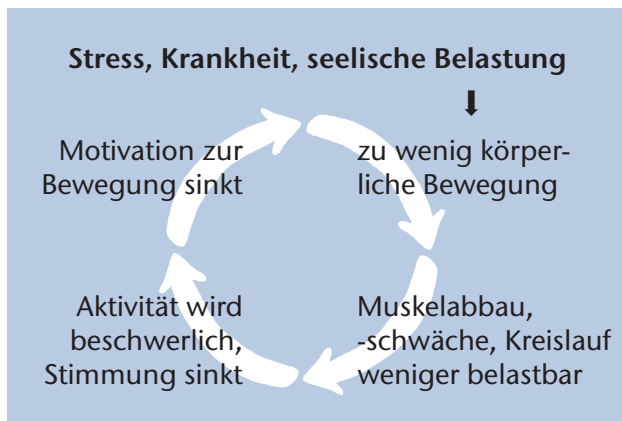 Stress, Krankheit, seelische Belastung
zu wenig körper-
liche Bewegung
Muskelabbau,
-schwäche, Kreislauf
weniger belastbar
Aktivität wird
beschwerlich,
Stimmung sinkt
Motivation zur
Bewegung sinkt